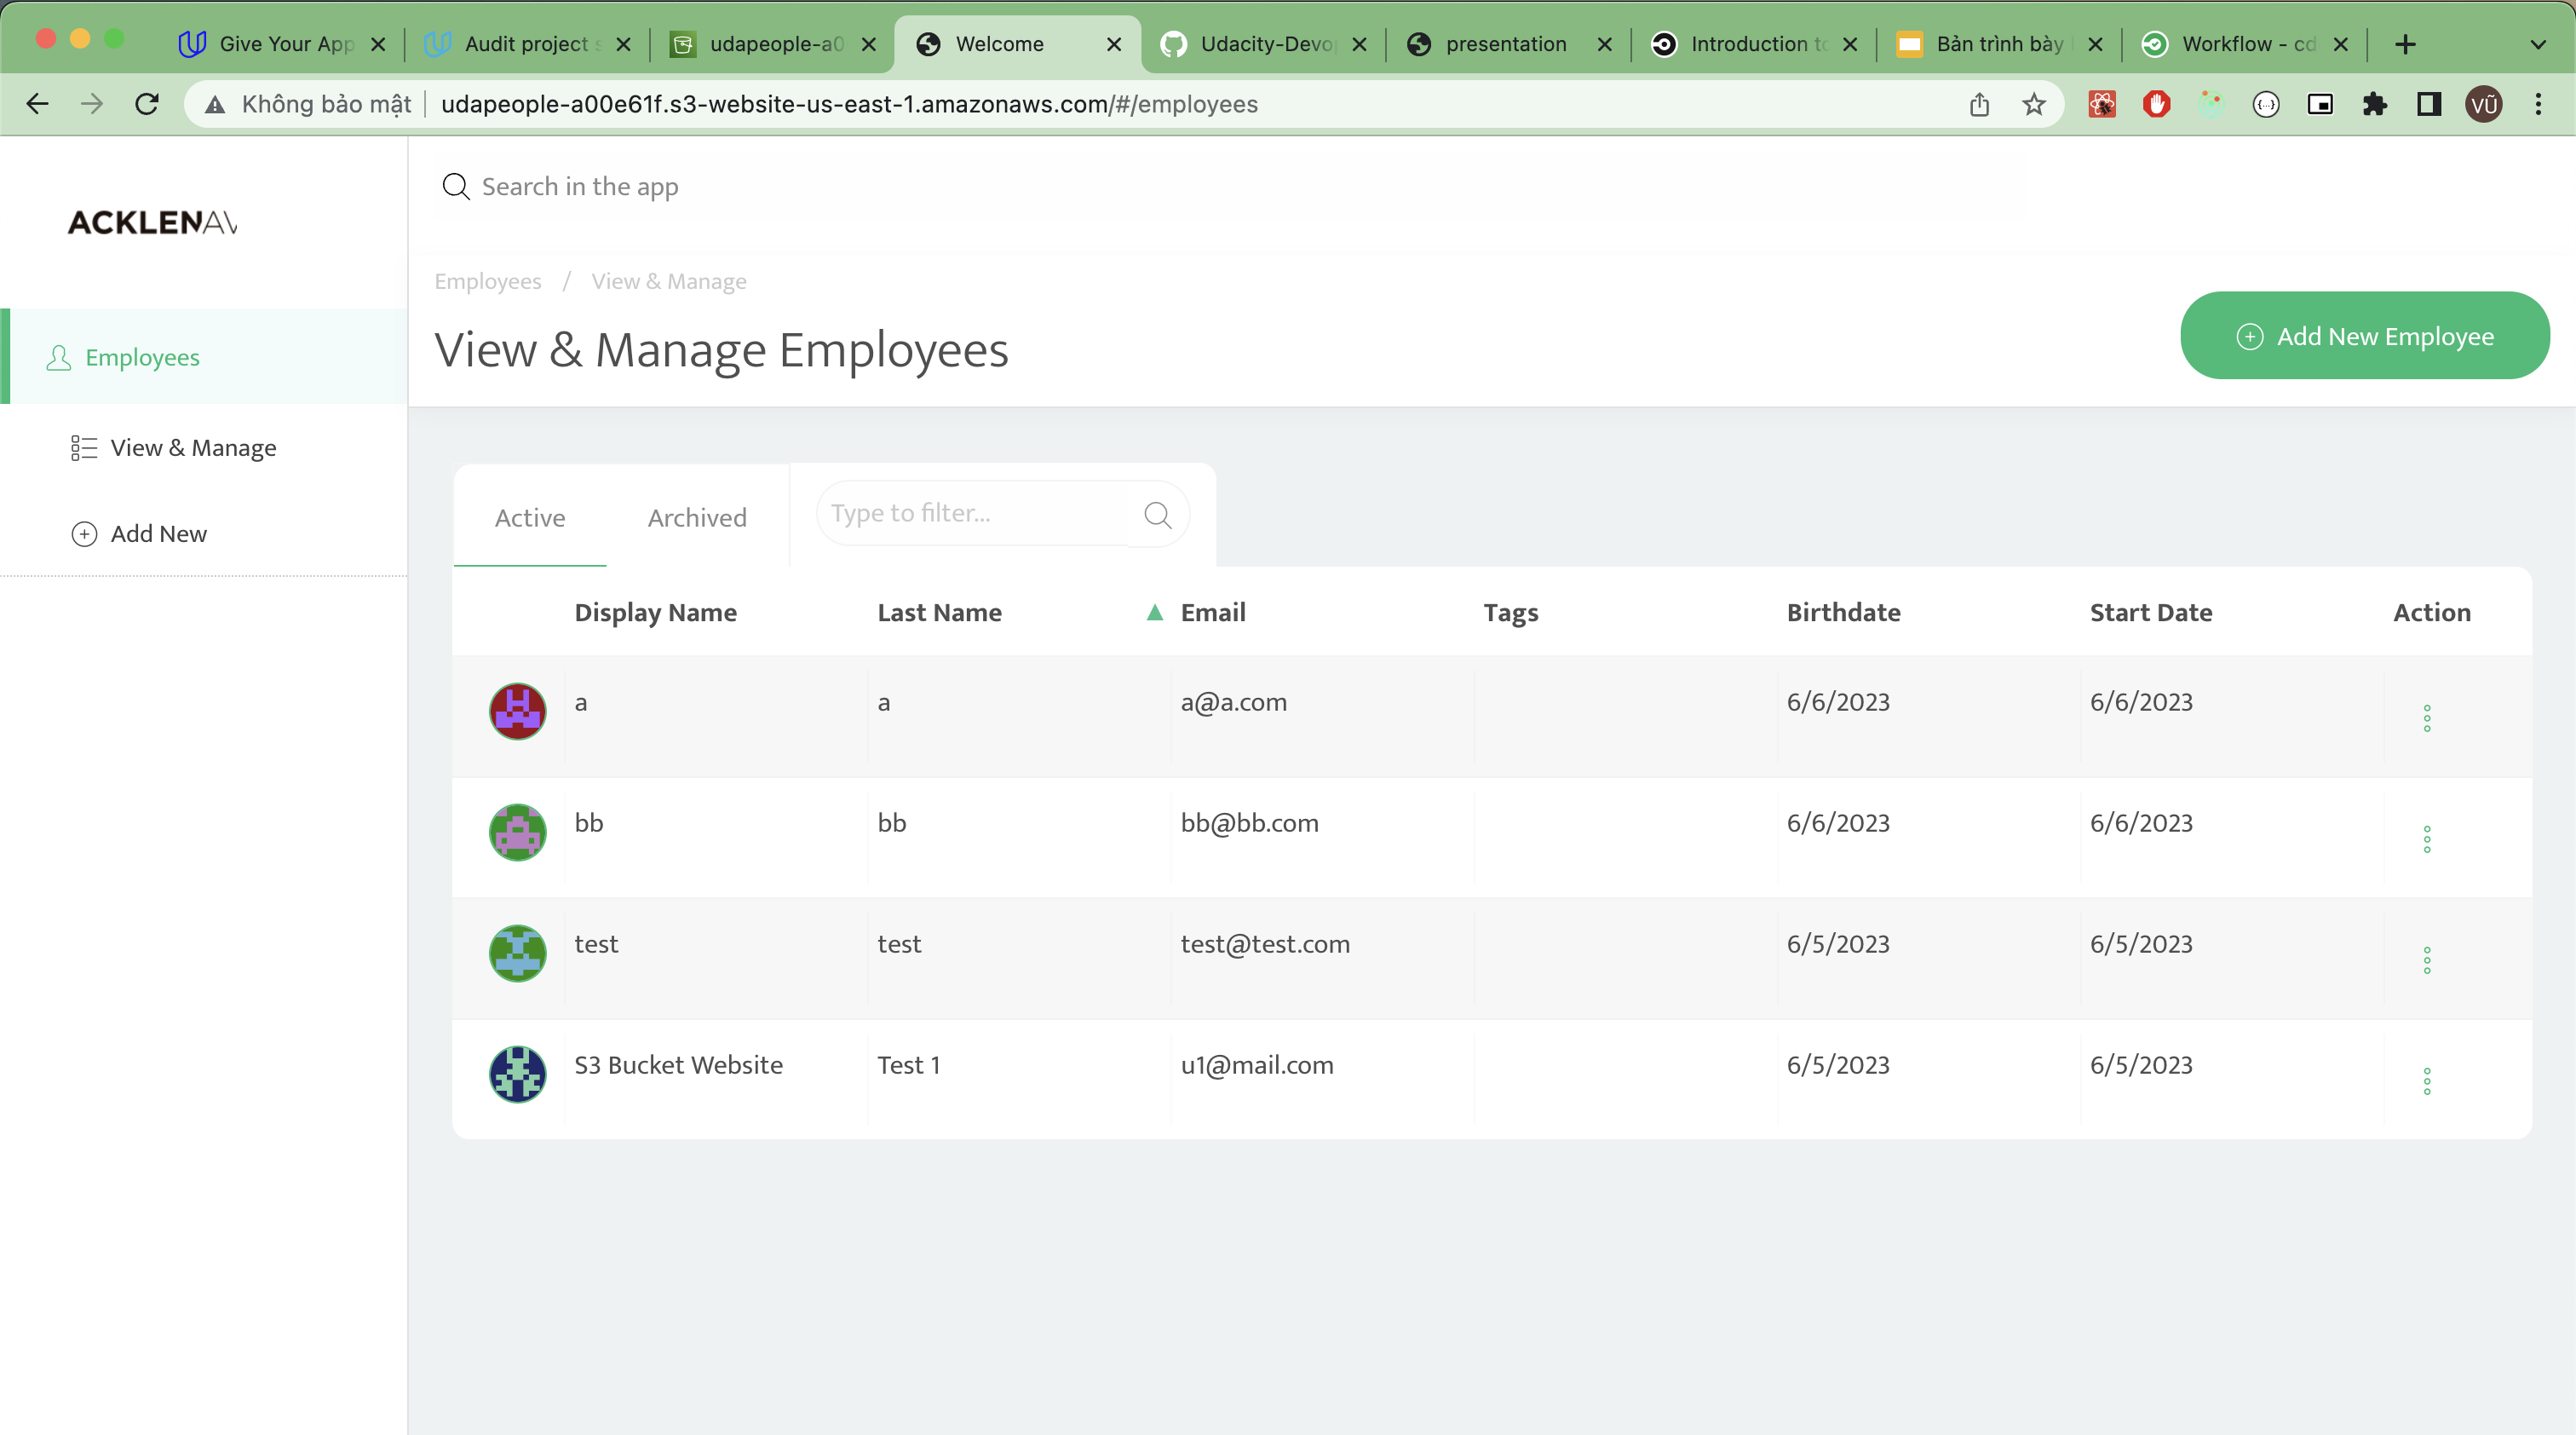 Give Your App
Audit project s
udapeople-a0
Welcome
Udacity-Devop
presentation
Introduction to
Bản trình bày
Workflow - cd
Không bảo mật
udapeople-a00e61f.s3-website-us-east-1.amazonaws.com/#/employees
VŨ
ACKLENAV
Search in the app
Employees / View & Manage
View & Manage Employees
Add New Employee
Employees
View & Manage
Add New
Active
Archived
Type to filter...
Display Name Last Name ▲ Email Tags Birthdate Start Date Action
a a a@a.com 6/6/2023 6/6/2023
bb bb bb@bb.com 6/6/2023 6/6/2023
test test test@test.com 6/5/2023 6/5/2023
S3 Bucket Website Test 1 u1@mail.com 6/5/2023 6/5/2023